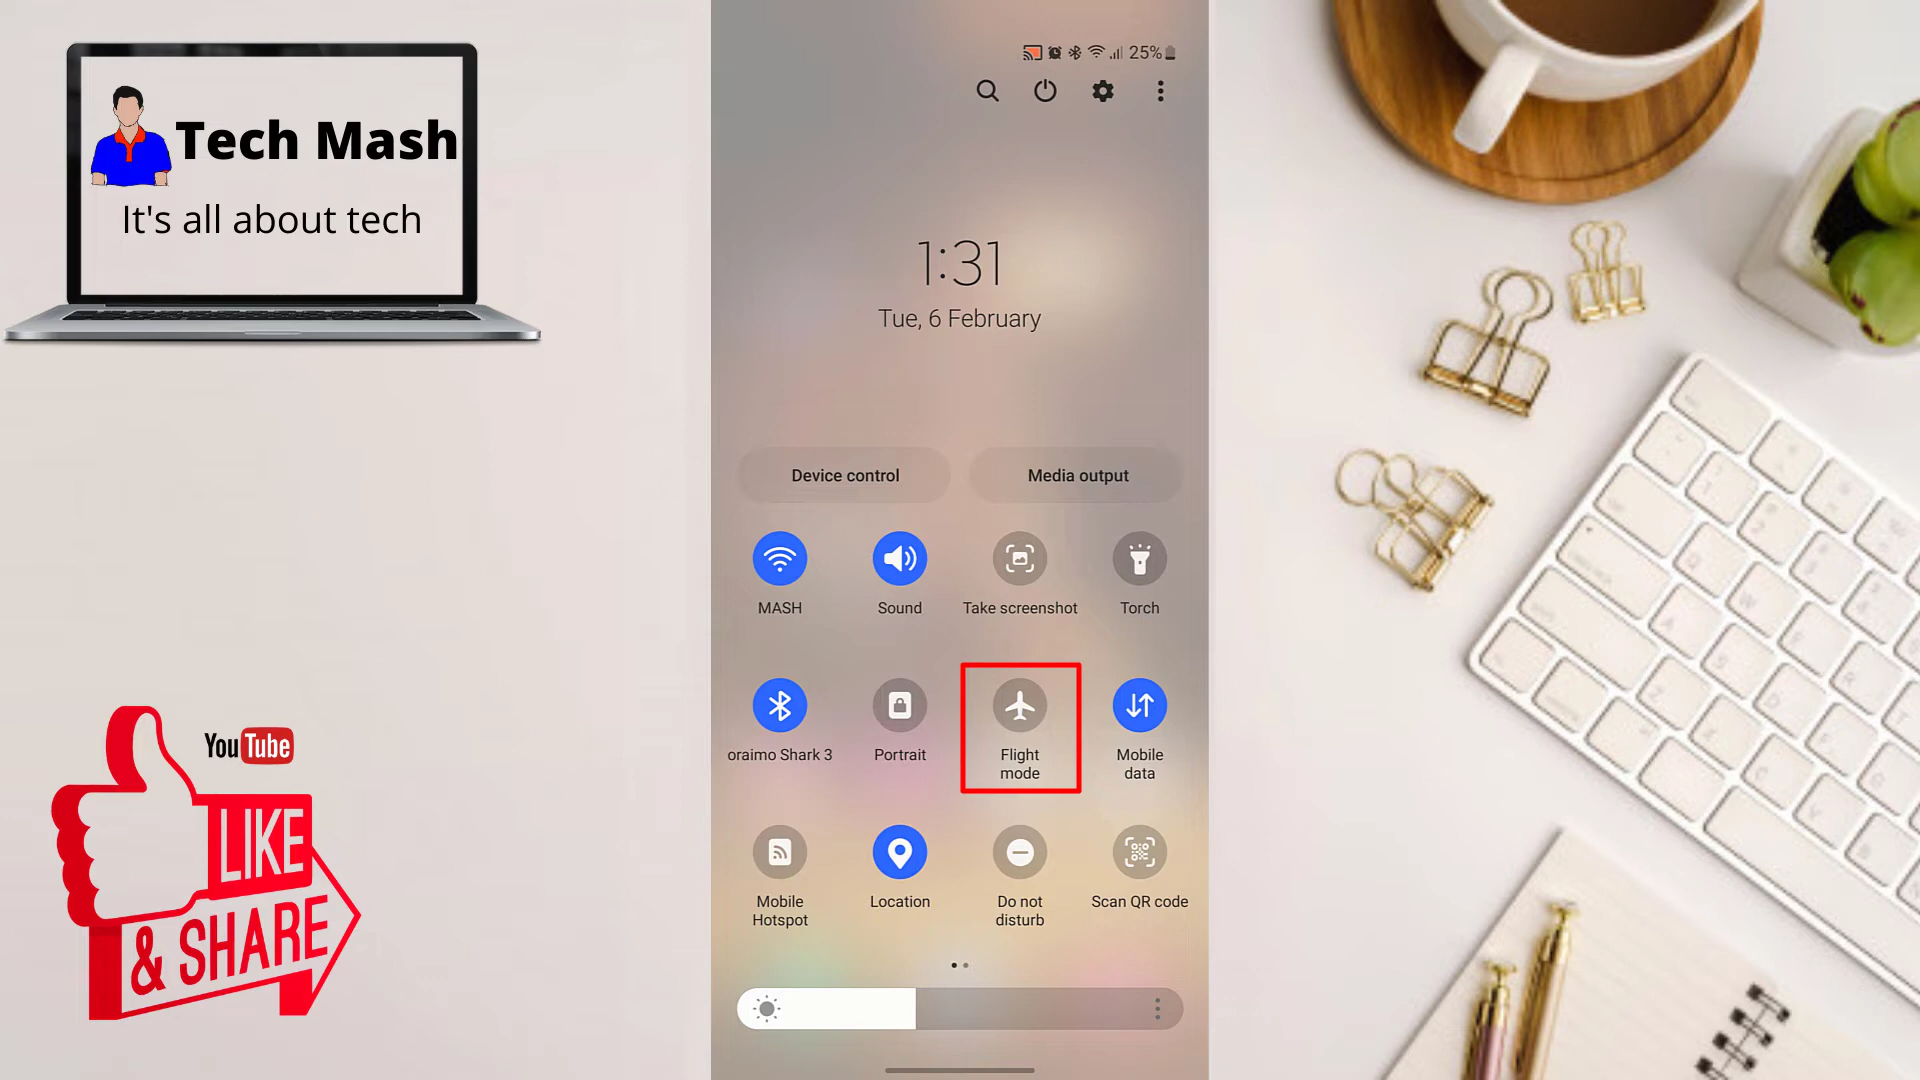 Tech Mash
It's all about tech
25%
1:31
Tue, 6 February
Device control
Media output
MASH
Sound
Take screenshot
Torch
oraimo Shark 3
Portrait
Flight
mode
Mobile
data
Mobile
Hotspot
Location
Do not
disturb
Scan QR code
YouTube
LIKE
& SHARE